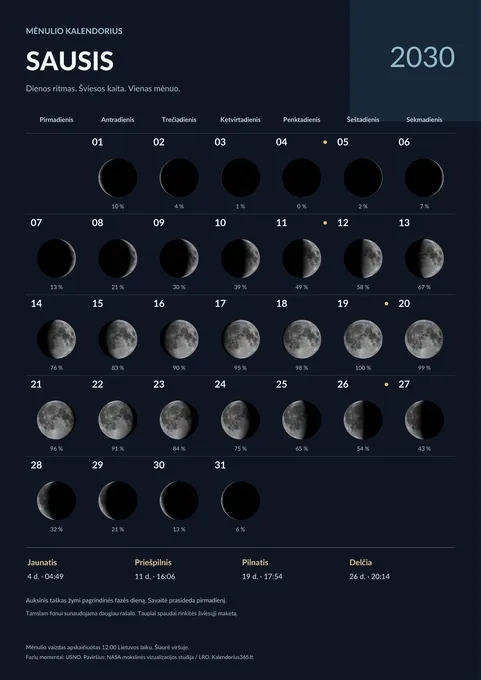 MĖNULIO KALENDORIUS
SAUSIS
2030
Dienos ritmas. Šviesos kaita. Vienas mėnuo.
Pirmadienis Antradienis Trečiadienis Ketvirtadienis Penktadienis Šeštadienis Sekmadienis
01 02 03 04 05 06
10 % 4 % 1 % 0 % 2 % 7 %
07 08 09 10 11 12 13
13 % 21 % 30 % 39 % 49 % 58 % 67 %
14 15 16 17 18 19 20
76 % 83 % 90 % 95 % 98 % 100 % 99 %
21 22 23 24 25 26 27
96 % 91 % 84 % 75 % 65 % 54 % 43 %
28 29 30 31
32 % 21 % 13 % 6 %
Jaunatis Priešpilnis Pilnatis Delčia
4 d. · 04:49 11 d. · 16:06 19 d. · 17:54 26 d. · 20:14
Auksinis taškas žymi pagrindinės fazės dieną. Savaitė prasideda pirmadienį.
Tamsiam fonui sunaudojama daugiau rašalo. Taupiai spaudai rinkitės šviesųjį maketą.
Mėnulio vaizdas apskaičiuotas 12:00 Lietuvos laiku. Šiaurė viršuje.
Fazių momentai: USNO. Paviršius: NASA mokslinės vizualizacijos studija / LRO. Kalendorius365.lt